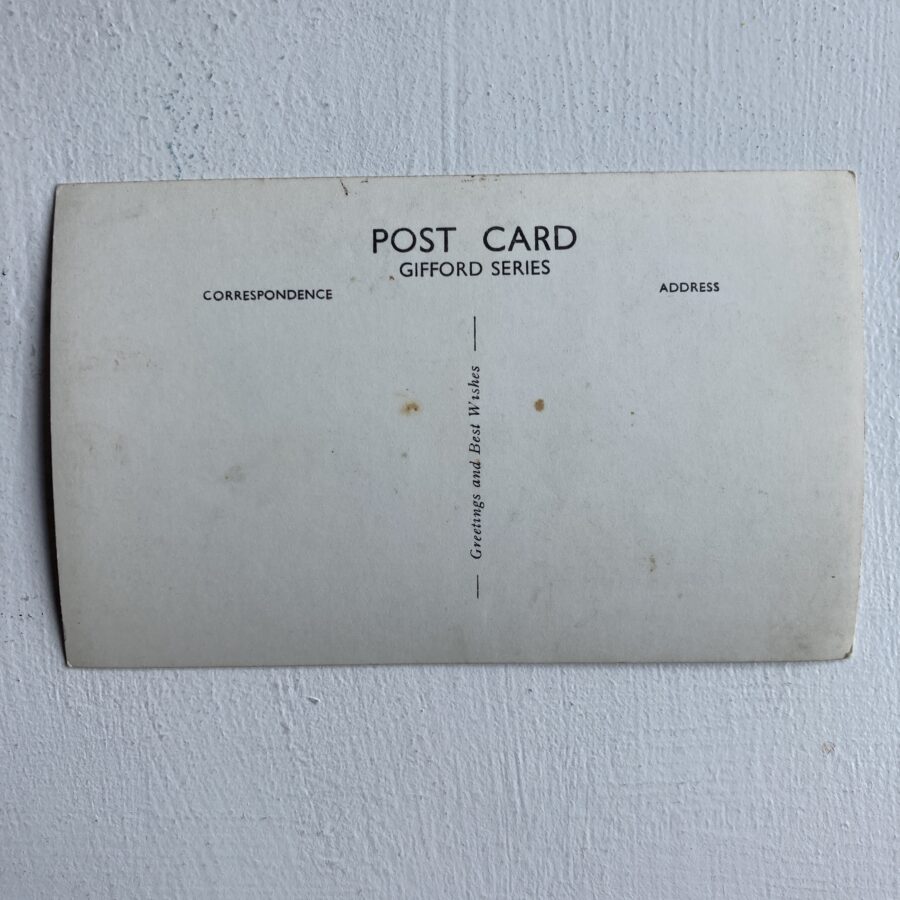 POST CARD
GIFFORD SERIES
CORRESPONDENCE
ADDRESS
Greetings and Best Wishes